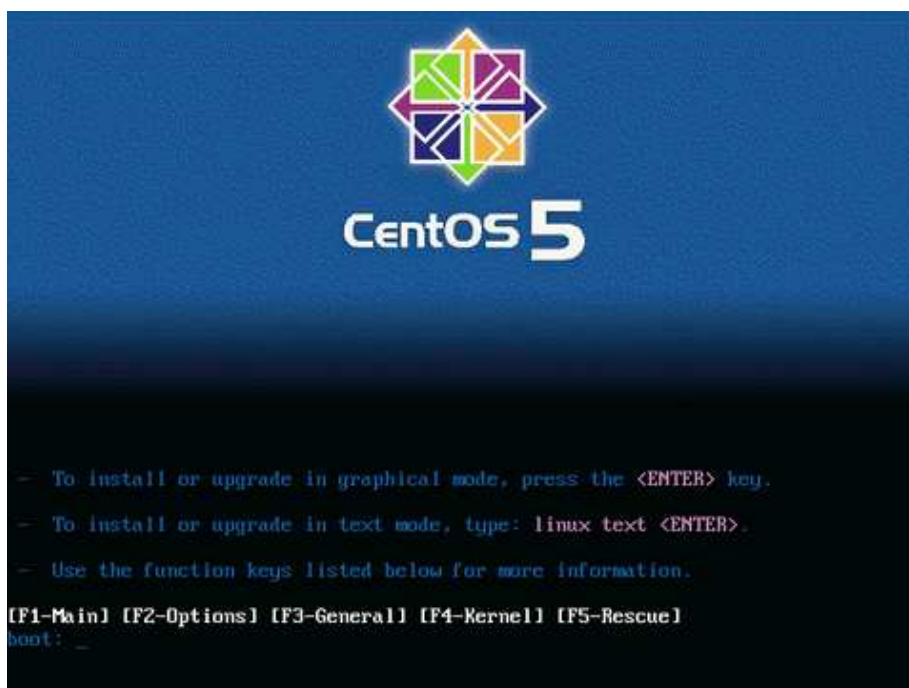 CentOS 5
- To install or upgrade in graphical mode, press the <ENTER> key.
- To install or upgrade in text mode, type: linux text <ENTER>.
- Use the function keys listed below for more information.
[F1-Main] [F2-Options] [F3-General] [F4-Kernel] [F5-Rescue]
boot: _